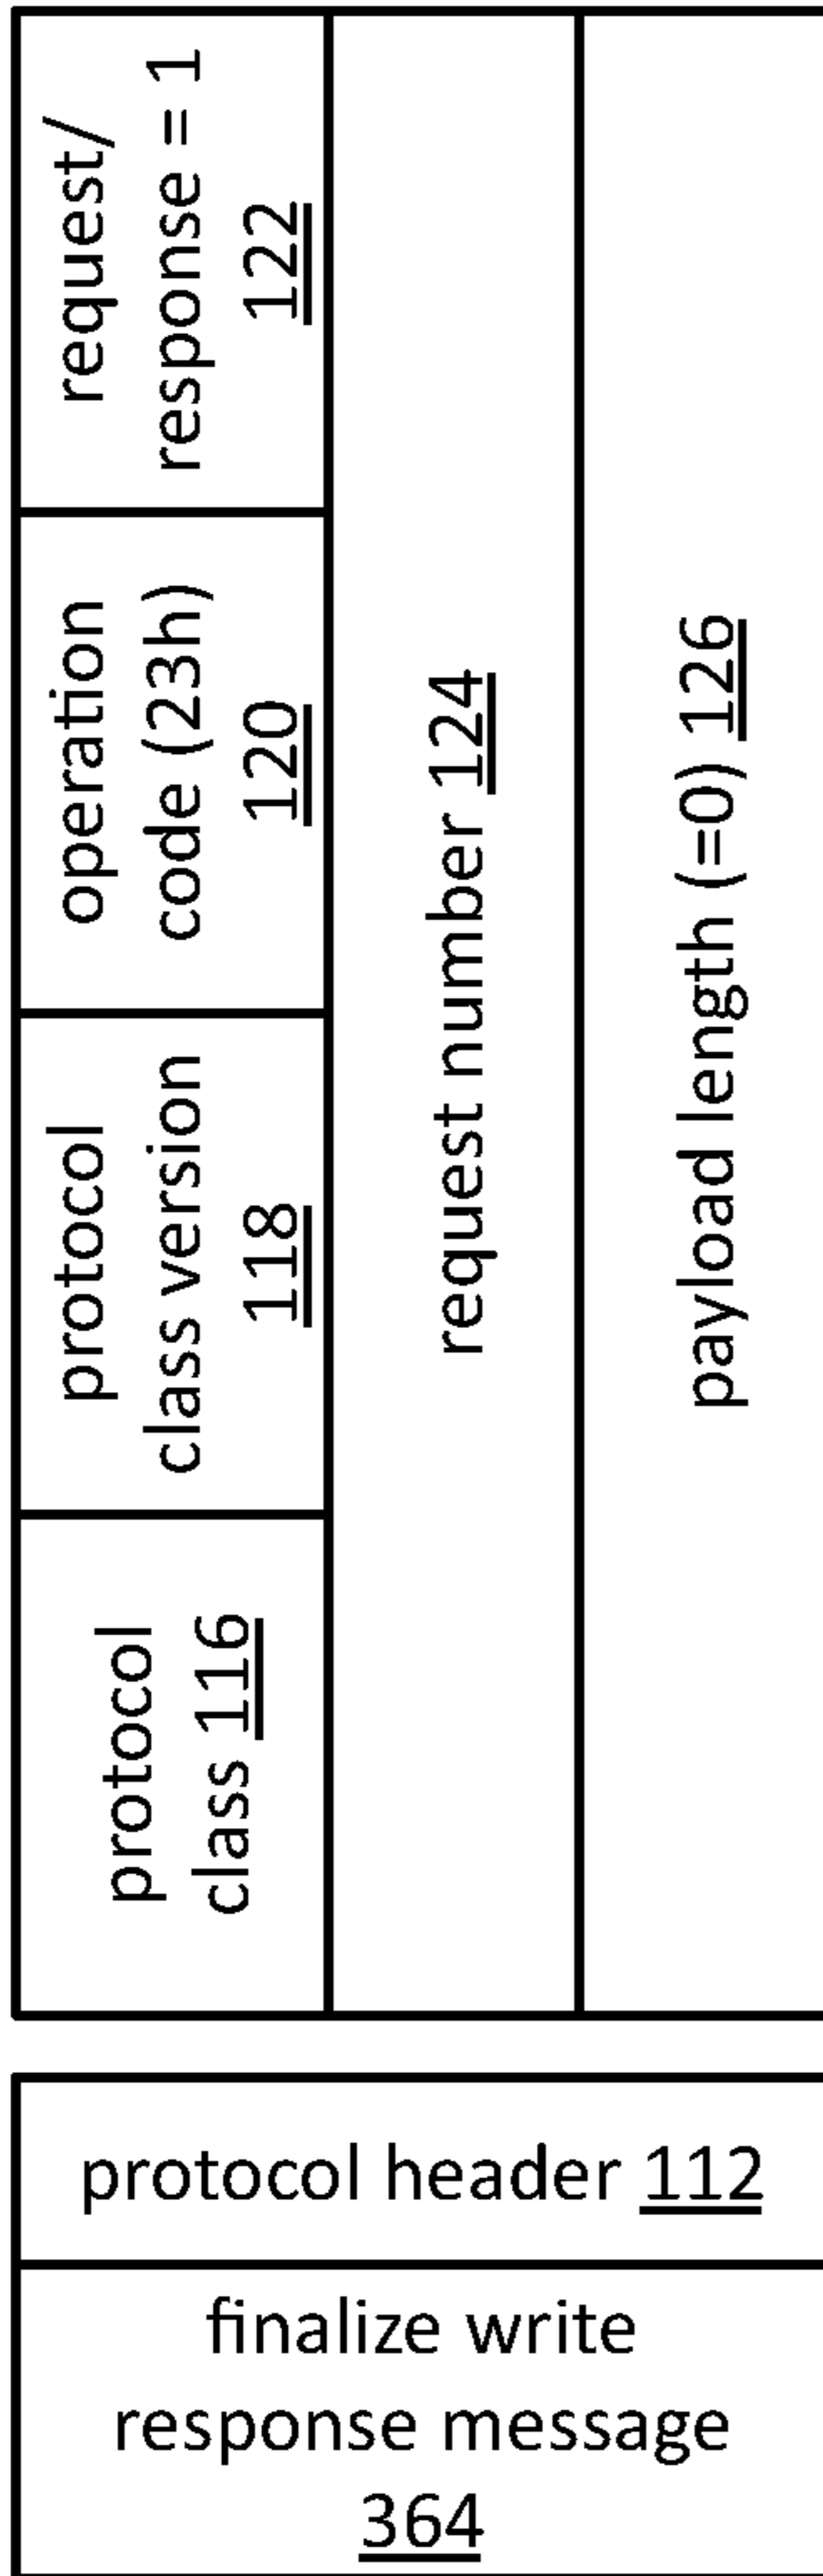 protocol
class 116
protocol
class version
118
operation
code (23h)
120
request/
response = 1
122
request number 124
payload length (=0) 126
protocol header 112
finalize write
response message
364